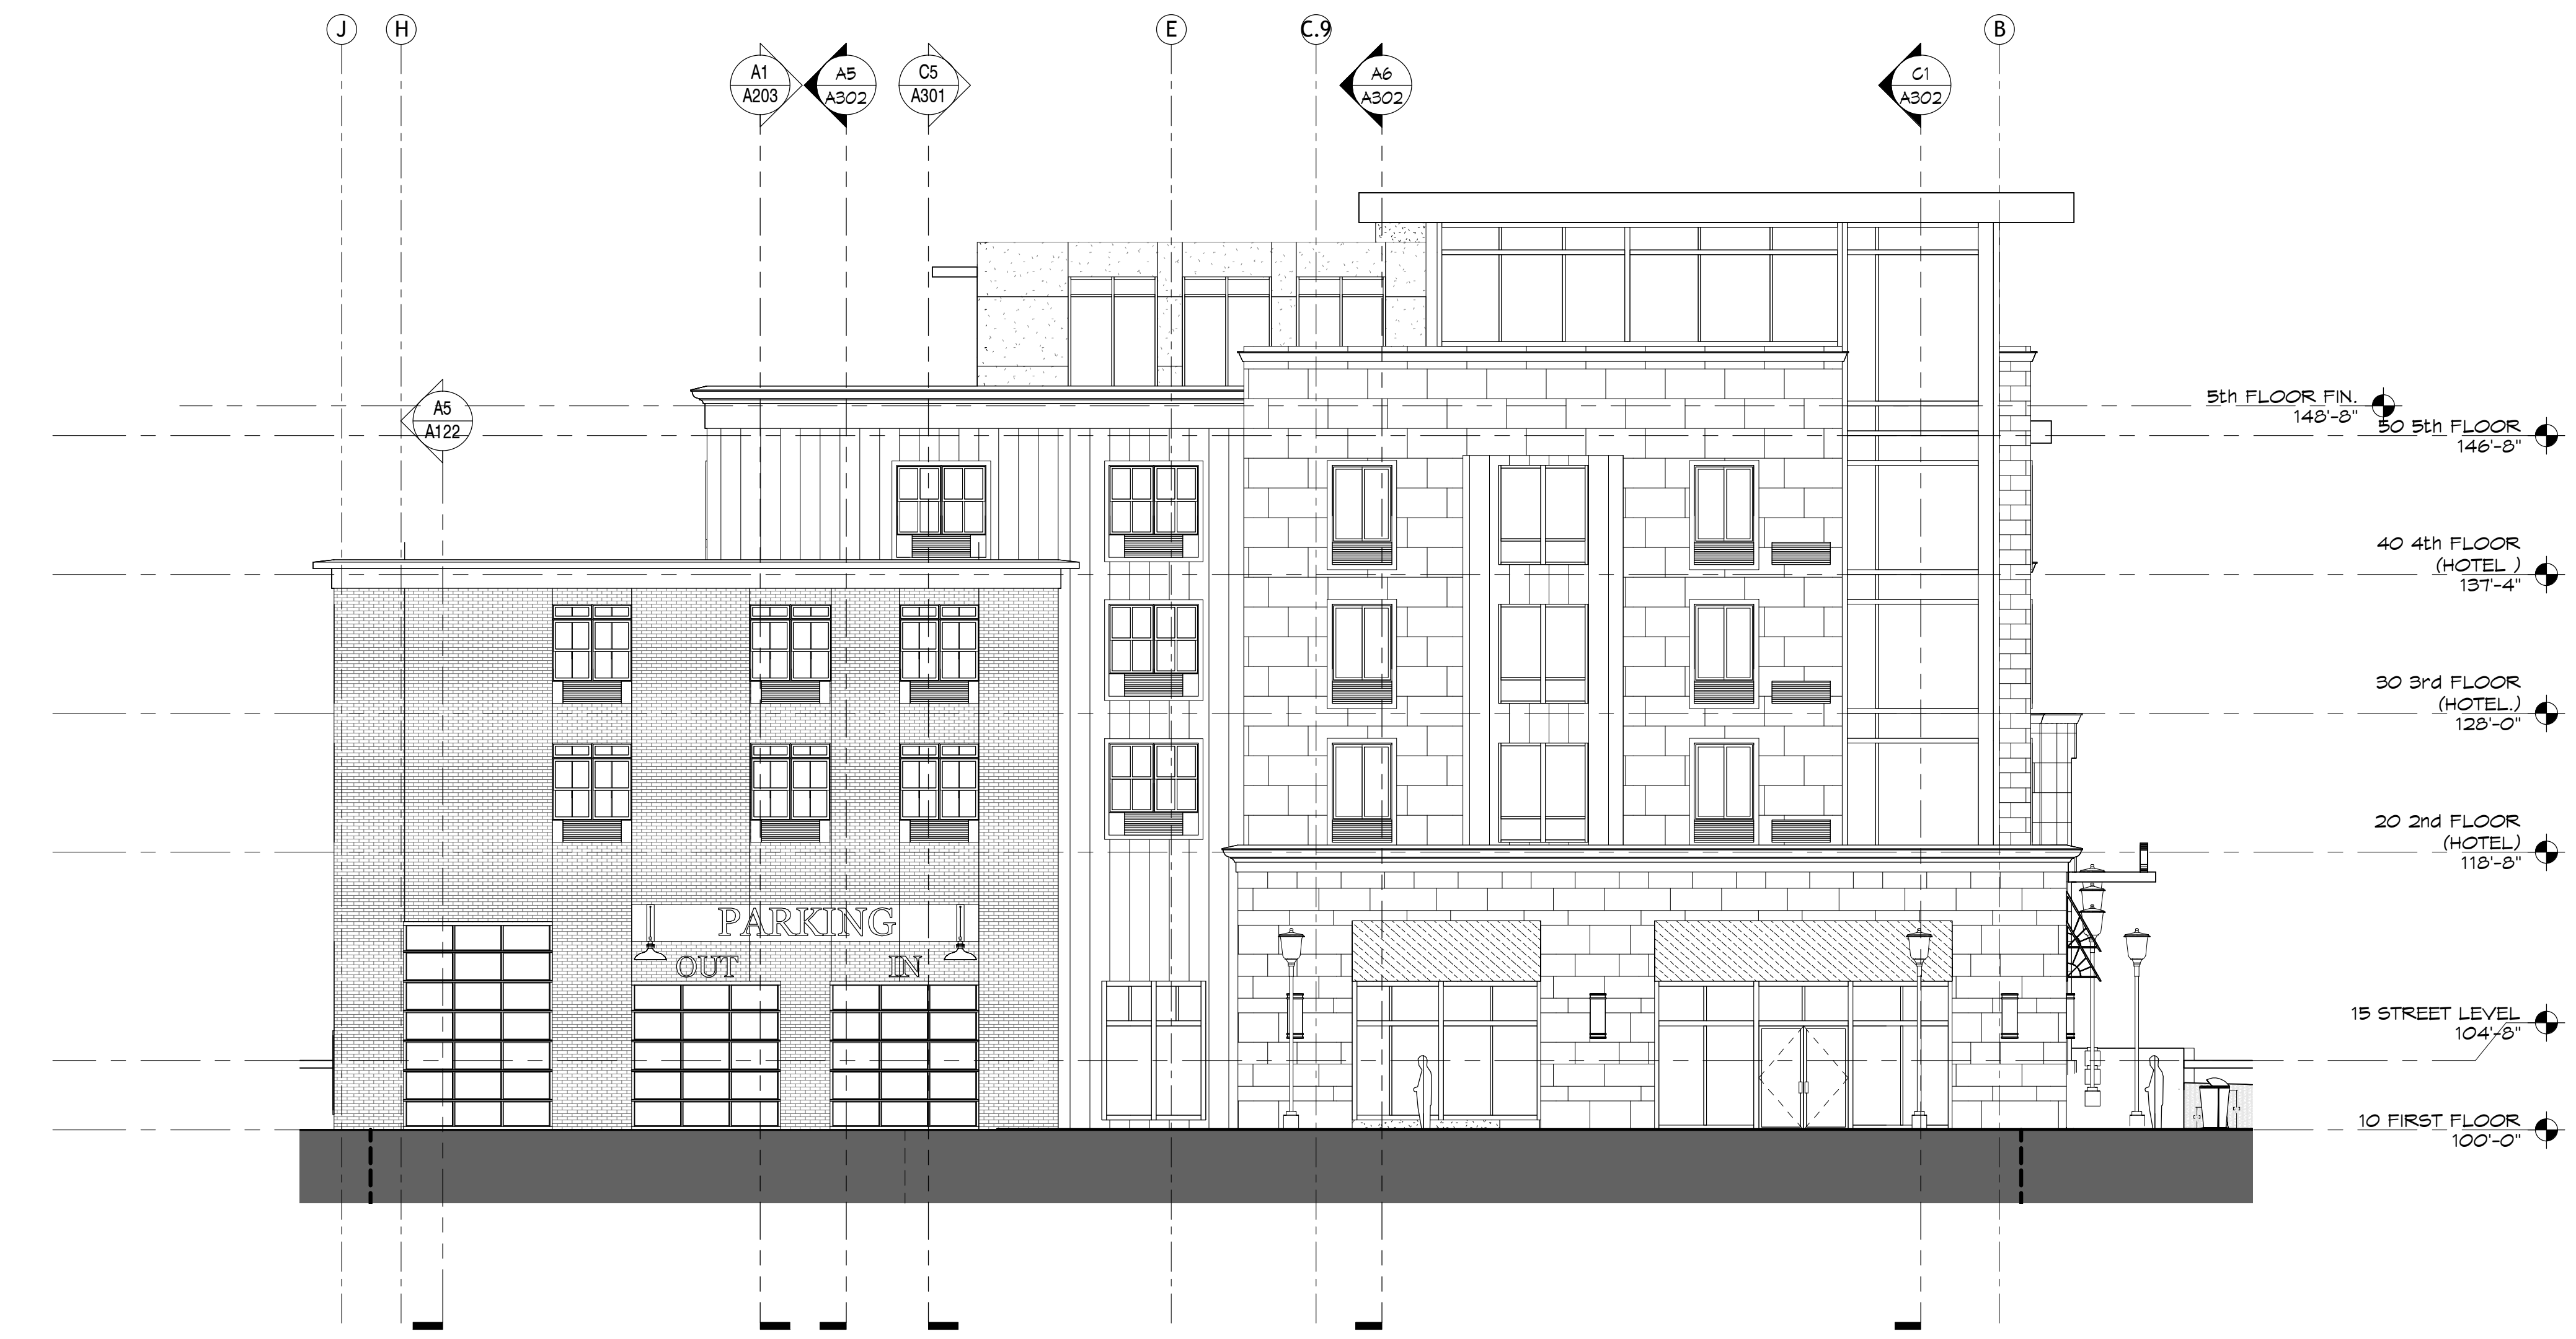 J
H
E
C.9
B
A1
A203
A5
A302
C5
A301
A6
A302
C1
A302
A5
A122
5th FLOOR FIN.
148'-8"
50 5th FLOOR
146'-8"
40 4th FLOOR
(HOTEL )
137'-4"
30 3rd FLOOR
(HOTEL.)
128'-0"
20 2nd FLOOR
(HOTEL)
118'-8"
PARKING
OUT
IN
15 STREET LEVEL
104'-8"
10 FIRST FLOOR
100'-0"